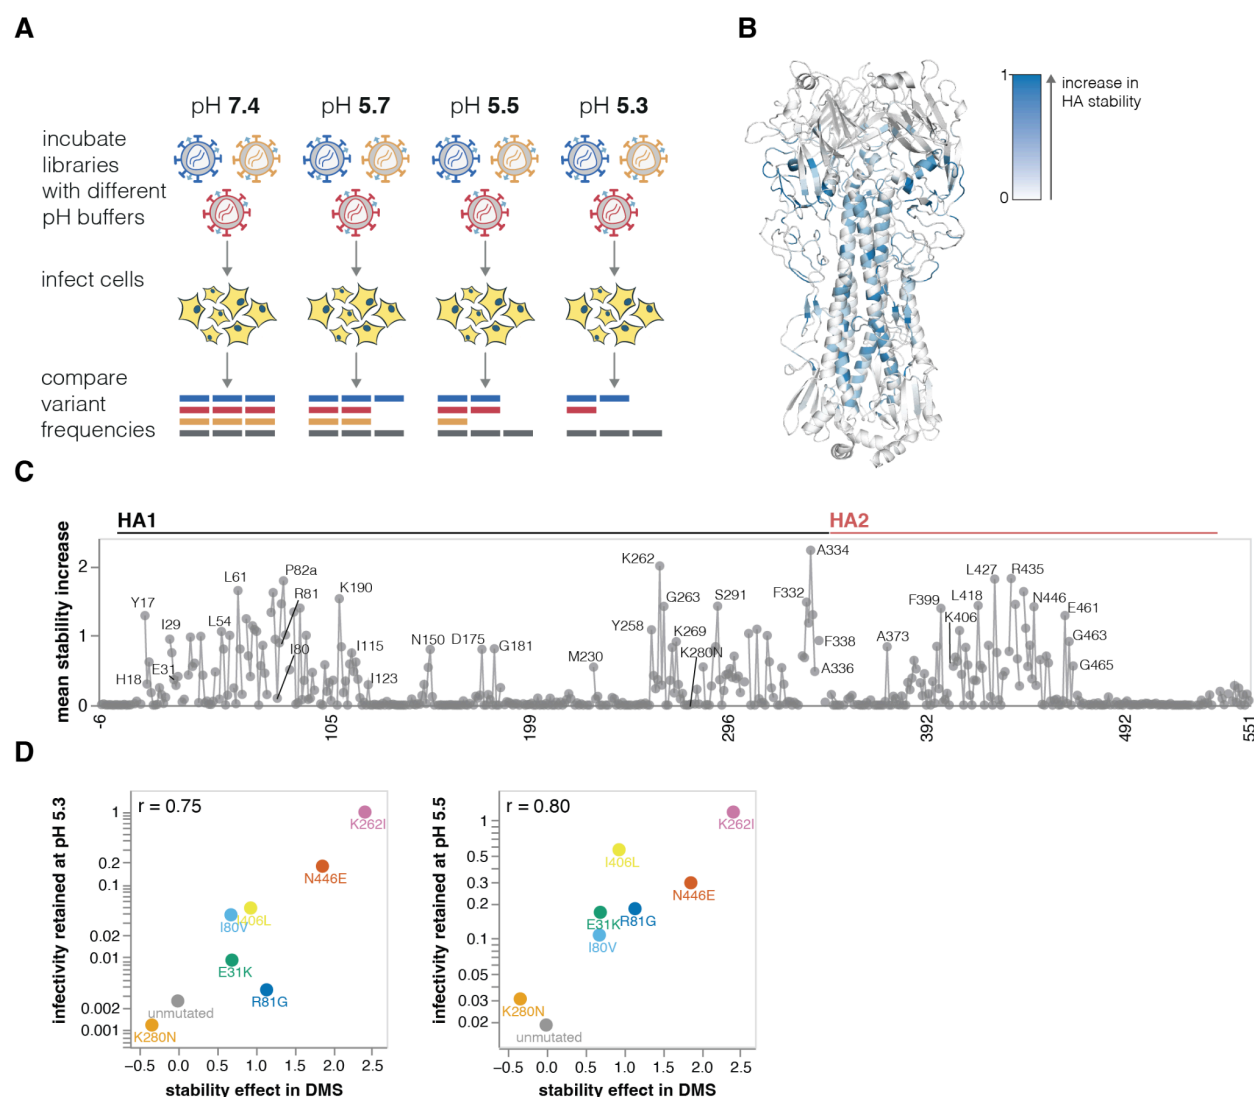 A
pH 7.4
pH 5.7
pH 5.5
pH 5.3
incubate
libraries
with different
pH buffers
infect cells
compare
variant
frequencies
B
1
0
increase in
HA stability
C
HA1
HA2
mean stability increase
2
1
0
Y17
H18
I29
E31
L54
L61
P82a
R81
I80
K190
I115
I123
N150
D175
G181
M230
Y258
K262
G263
K269
K280N
S291
F332
A334
F338
A336
A373
F399
K406
L418
L427
R435
N446
E461
G463
G465
-6
105
199
296
392
492
551
D
infectivity retained at pH 5.3
r = 0.75
1
0.2
0.1
0.02
0.01
0.002
0.001
K262I
N446E
I406L
I80V
E31K
R81G
unmutated
K280N
−0.5 0.0 0.5 1.0 1.5 2.0 2.5
stability effect in DMS
infectivity retained at pH 5.5
r = 0.80
1
0.5
0.3
0.2
0.1
0.05
0.03
0.02
K262I
I406L
N446E
E31K
R81G
I80V
K280N
unmutated
−0.5 0.0 0.5 1.0 1.5 2.0 2.5
stability effect in DMS